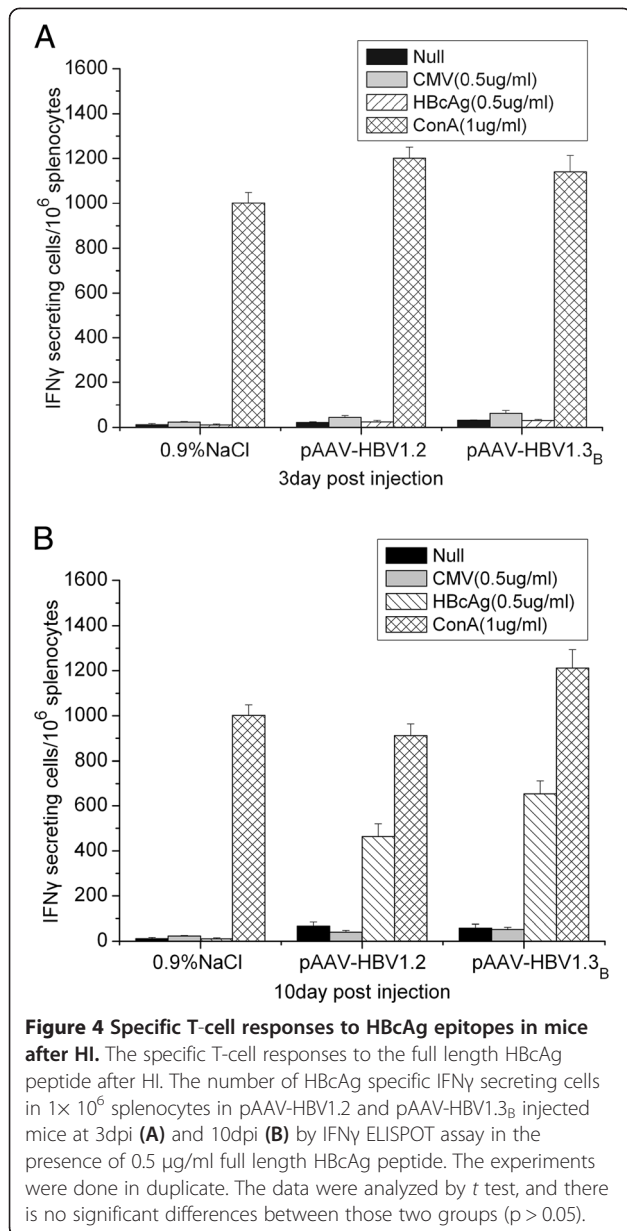 A
1600
1400
1200
1000
800
600
400
200
0
IFNγ secreting cells/10⁶ splenocytes
Null
CMV(0.5ug/ml)
HBcAg(0.5ug/ml)
ConA(1ug/ml)
0.9%NaCl pAAV-HBV1.2 pAAV-HBV1.3B
3day post injection
B
1600
1400
1200
1000
800
600
400
200
0
IFNγ secreting cells/10⁶ splenocytes
Null
CMV(0.5ug/ml)
HBcAg(0.5ug/ml)
ConA(1ug/ml)
0.9%NaCl pAAV-HBV1.2 pAAV-HBV1.3B
10day post injection
Figure 4 Specific T-cell responses to HBcAg epitopes in mice
after HI. The specific T-cell responses to the full length HBcAg
peptide after HI. The number of HBcAg specific IFNγ secreting cells
in 1× 10⁶ splenocytes in pAAV-HBV1.2 and pAAV-HBV1.3B injected
mice at 3dpi (A) and 10dpi (B) by IFNγ ELISPOT assay in the
presence of 0.5 μg/ml full length HBcAg peptide. The experiments
were done in duplicate. The data were analyzed by t test, and there
is no significant differences between those two groups (p > 0.05).